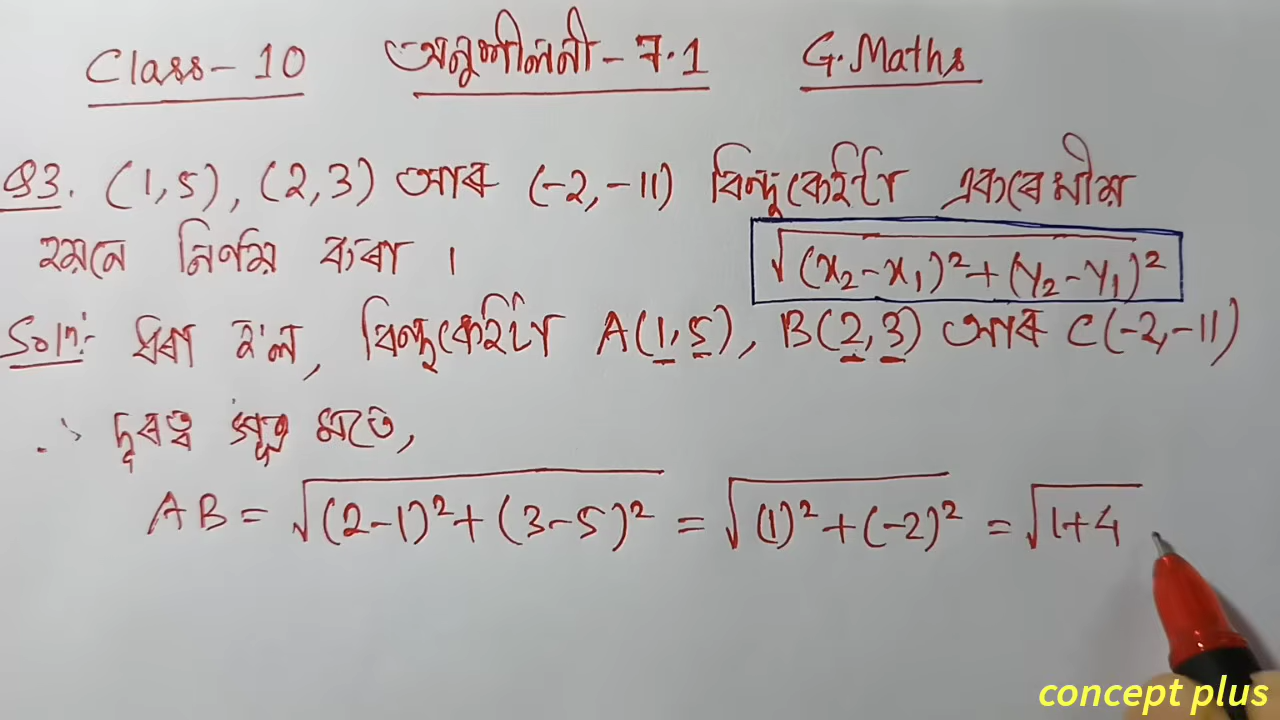 Class-10 অনুশীলনী-7.1 G.Maths
Q3. (1,5), (2,3) আৰু (-2,-11) বিন্দুকেইটা একৰেখীয়
হয়নে নিৰ্ণয় কৰা ।
√(x₂-x₁)²+(y₂-y₁)²
Solnː- ধৰা হ'ল, বিন্দুকেইটা A(1,5), B(2,3) আৰু C(-2,-11)
∴ দূৰত্ব সূত্ৰ মতে,
AB = √(2-1)²+(3-5)² = √(1)²+(-2)² = √1+4
concept plus